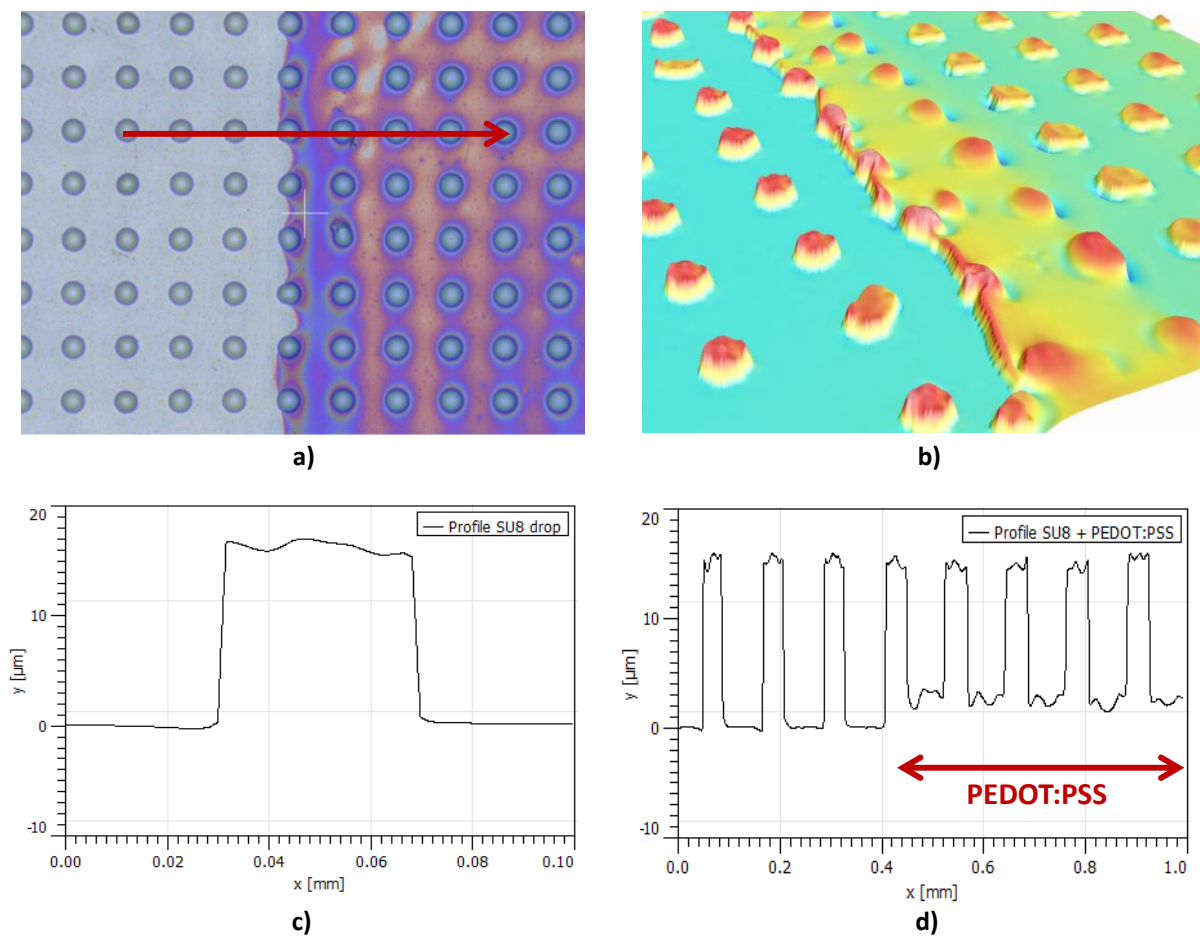 a)
b)
20
10
0
-10
y [µm]
Profile SU8 drop
0.00 0.02 0.04 0.06 0.08 0.10
x [mm]
c)
20
10
0
-10
y [µm]
Profile SU8 + PEDOT:PSS
PEDOT:PSS
0.0 0.2 0.4 0.6 0.8 1.0
x [mm]
d)